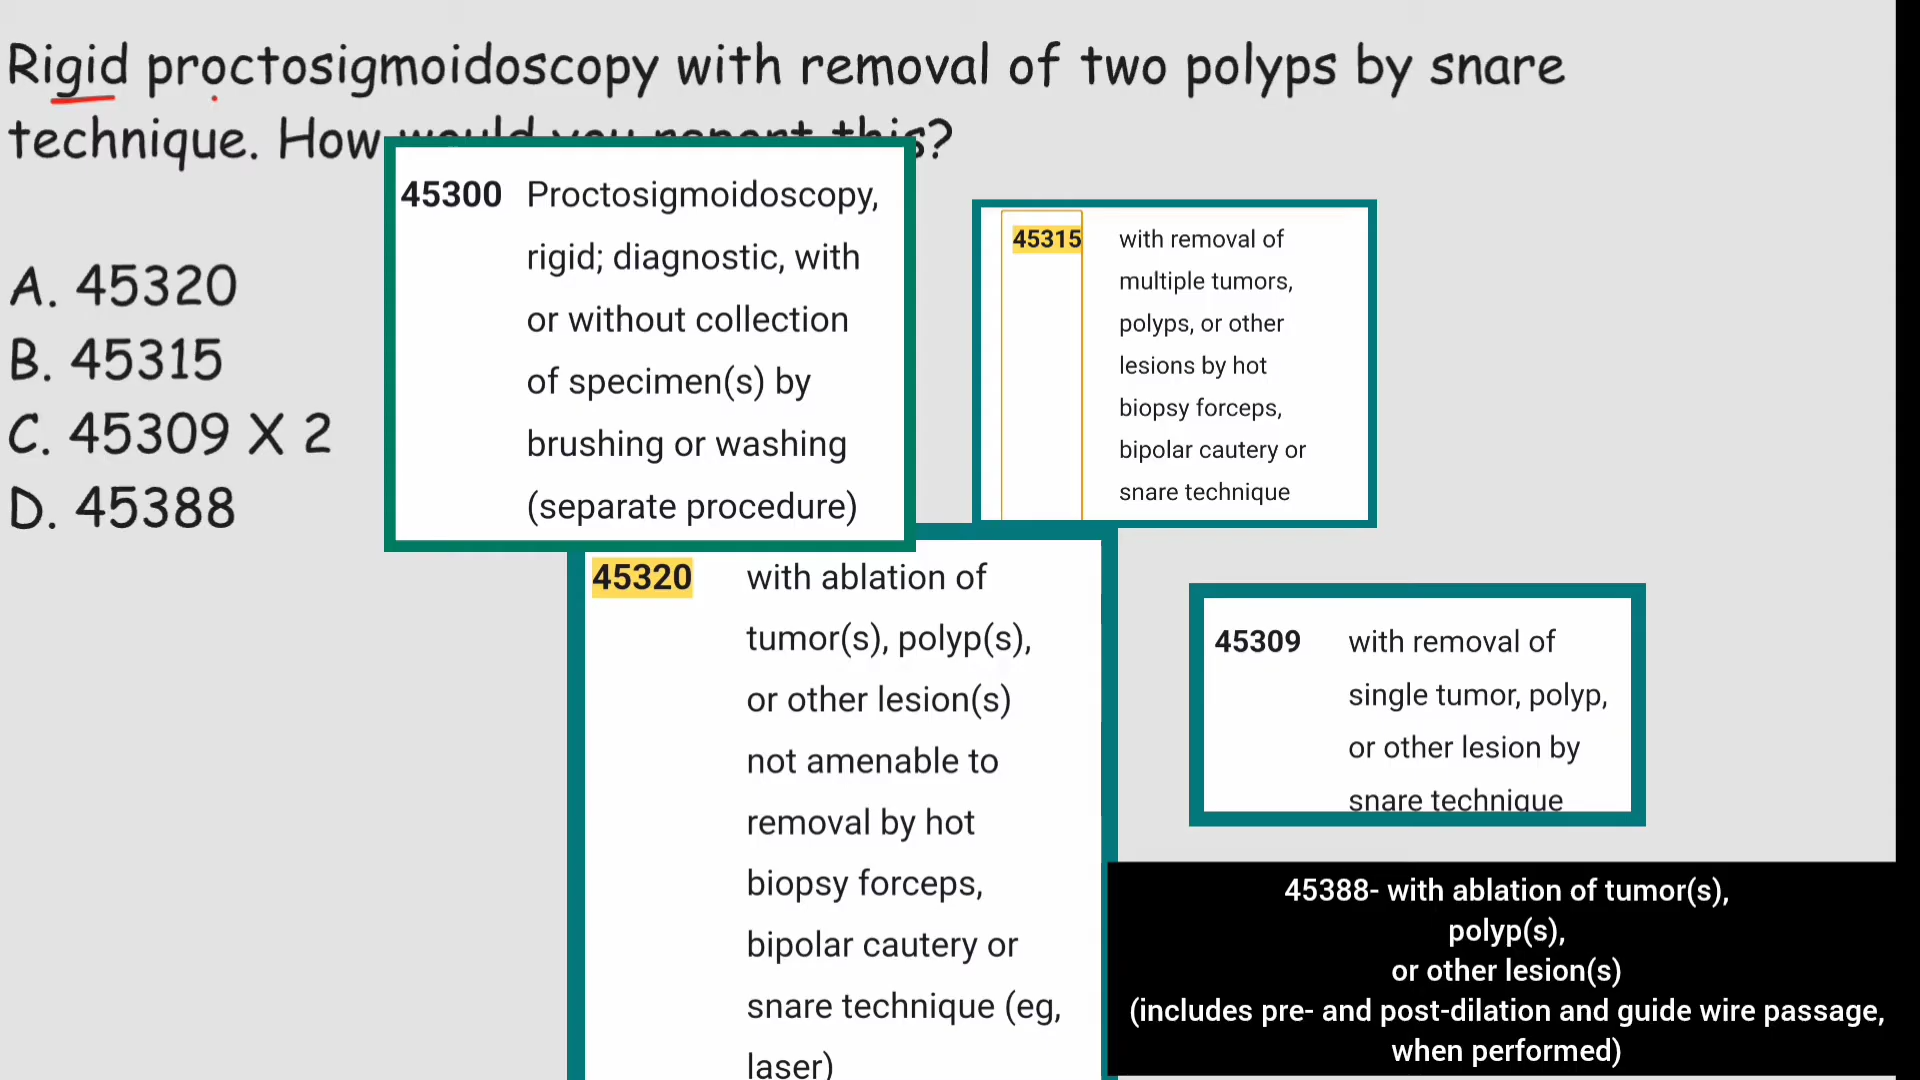 Rigid proctosigmoidoscopy with removal of two polyps by snare
technique. How would you report this?
A. 45320
B. 45315
C. 45309 X 2
D. 45388
45300 Proctosigmoidoscopy,
rigid; diagnostic, with
or without collection
of specimen(s) by
brushing or washing
(separate procedure)
45315 with removal of
multiple tumors,
polyps, or other
lesions by hot
biopsy forceps,
bipolar cautery or
snare technique
45320 with ablation of
tumor(s), polyp(s),
or other lesion(s)
not amenable to
removal by hot
biopsy forceps,
bipolar cautery or
snare technique (eg,
laser)
45309 with removal of
single tumor, polyp,
or other lesion by
snare technique
45388- with ablation of tumor(s),
polyp(s),
or other lesion(s)
(includes pre- and post-dilation and guide wire passage,
when performed)